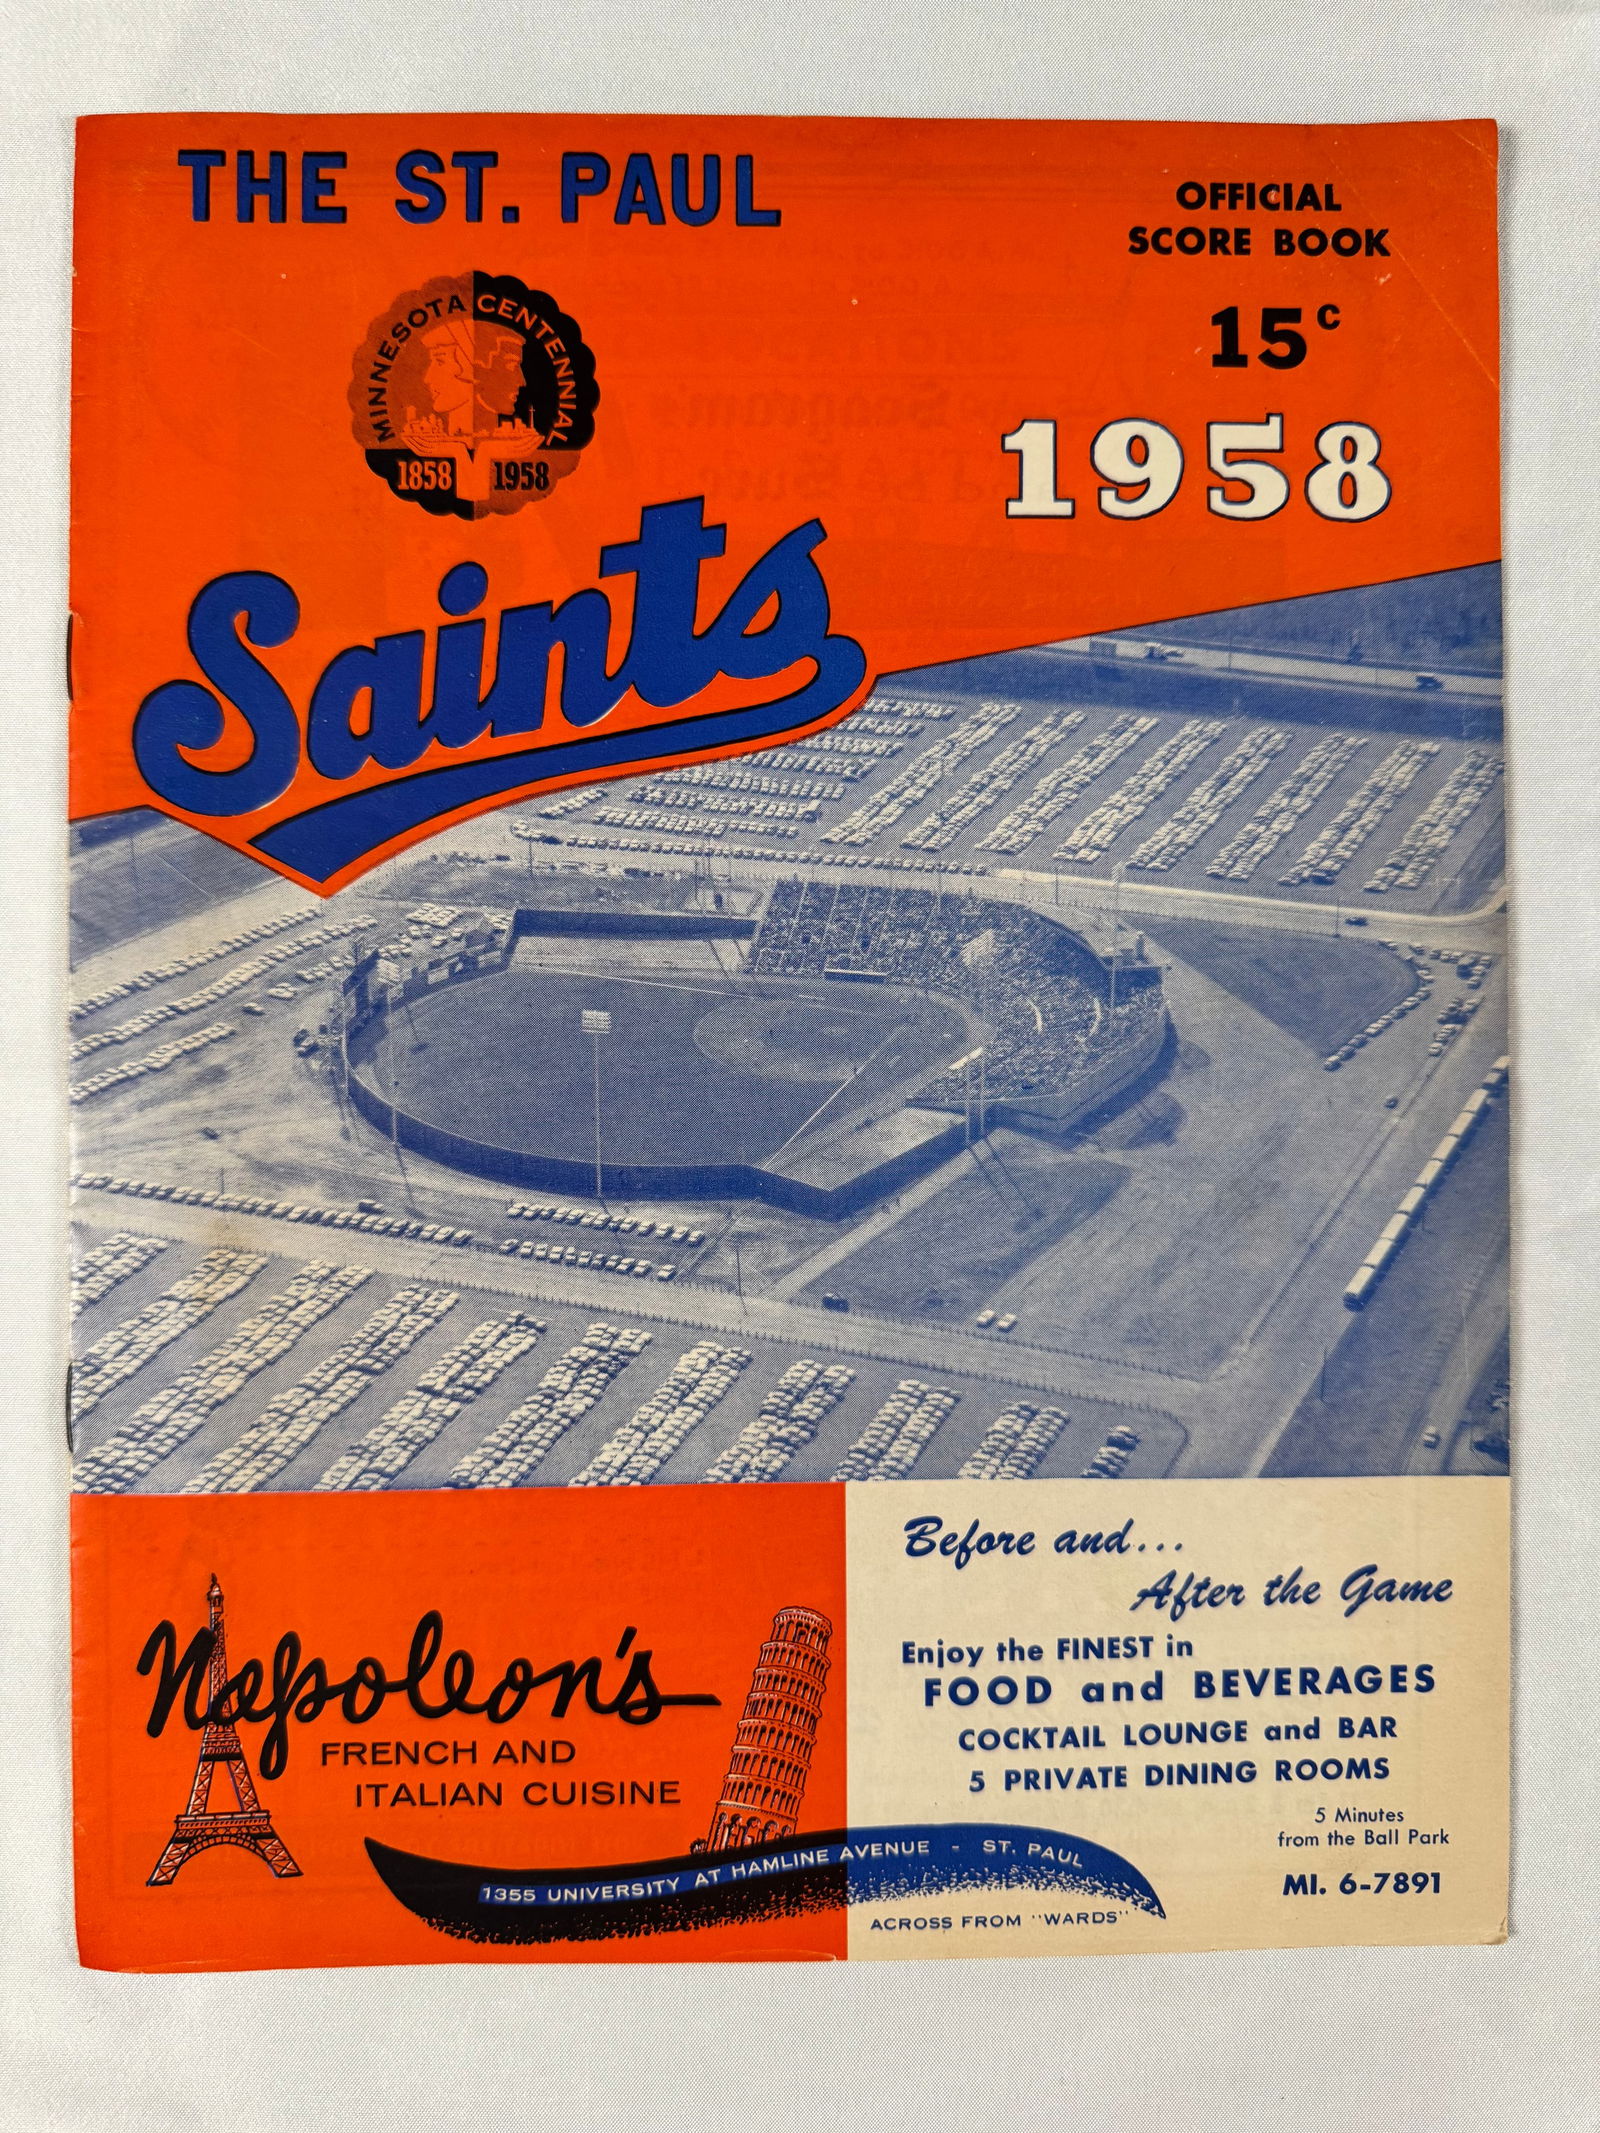 THE ST. PAUL
OFFICIAL
SCORE BOOK
15c
1958
MINNESOTA CENTENNIAL
1858 1958
Saints
Napoleon's
FRENCH AND
ITALIAN CUISINE
Before and...
After the Game
Enjoy the FINEST in
FOOD and BEVERAGES
COCKTAIL LOUNGE and BAR
5 PRIVATE DINING ROOMS
5 Minutes
from the Ball Park
MI. 6-7891
1355 UNIVERSITY AT HAMLINE AVENUE - ST. PAUL
ACROSS FROM "WARDS"